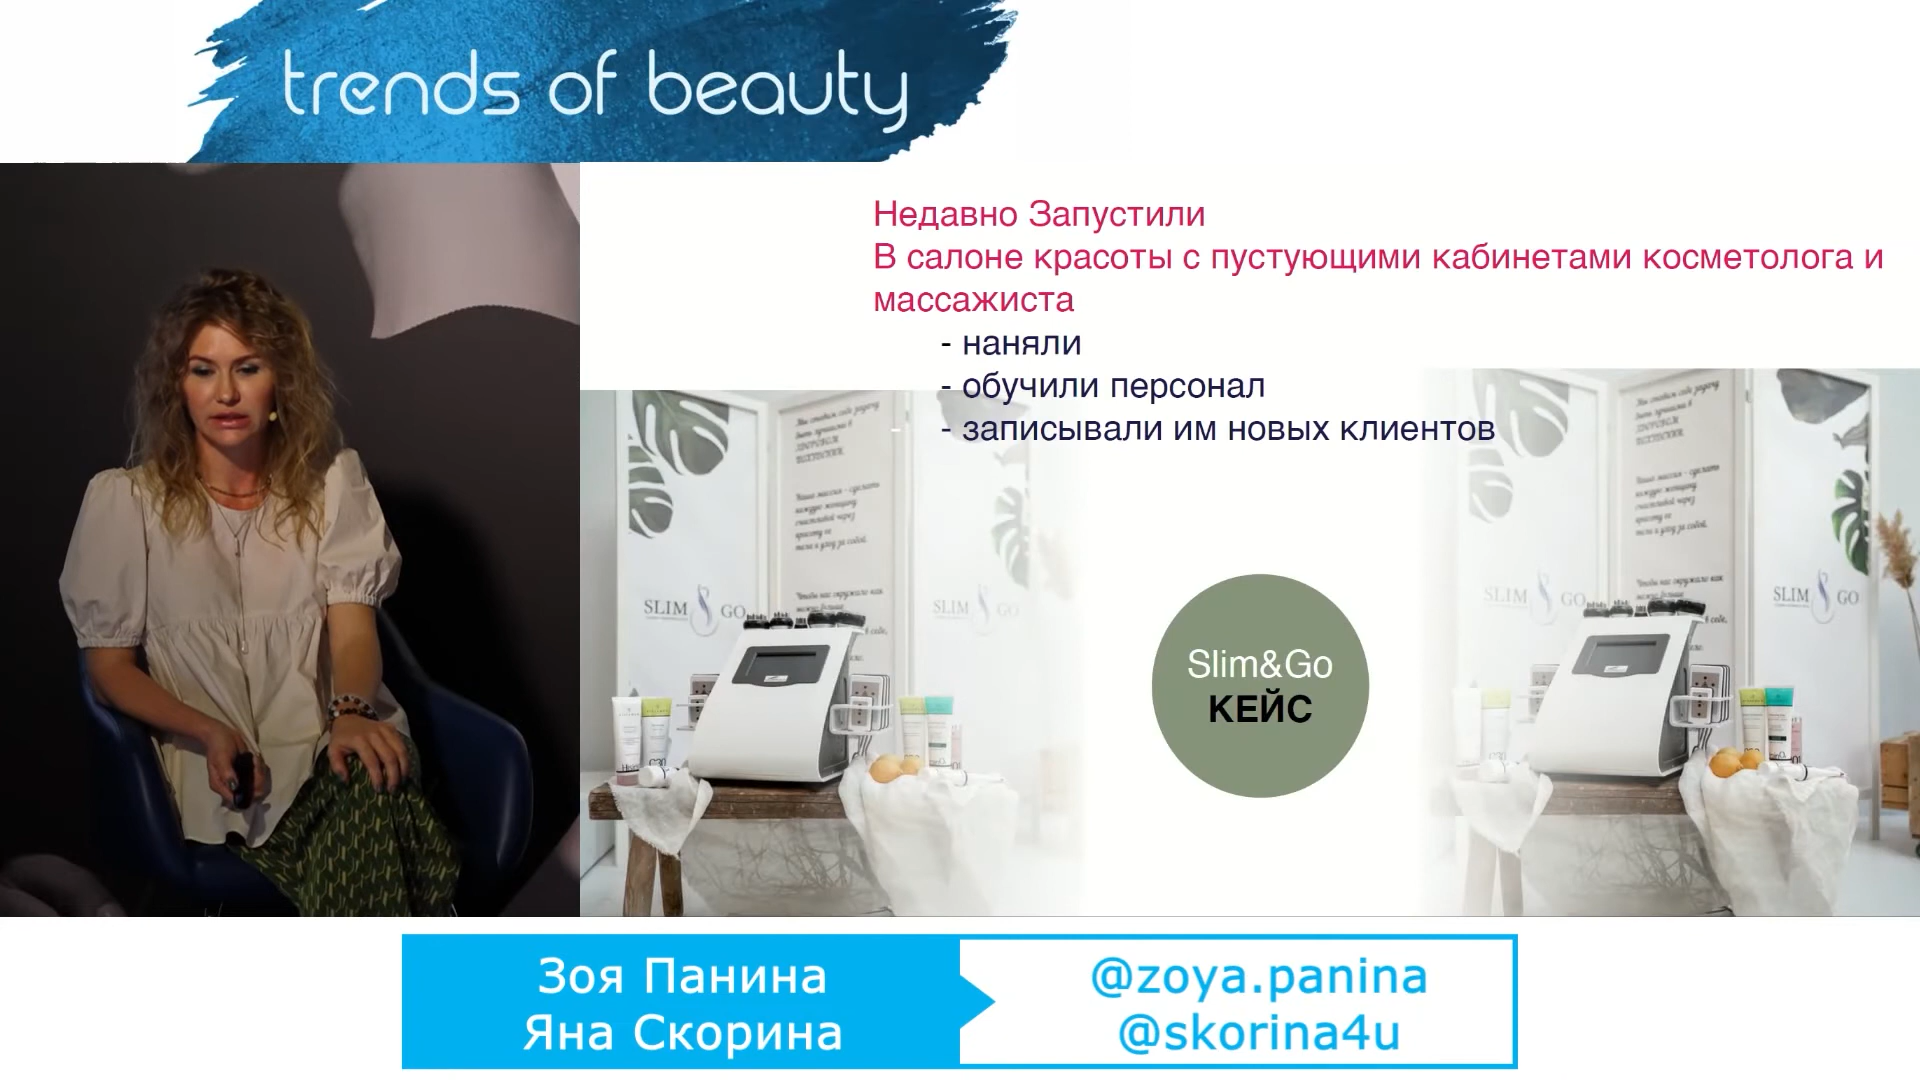 trends of beauty
Недавно Запустили
В салоне красоты с пустующими кабинетами косметолога и
массажиста
- наняли
- обучили персонал
- записывали им новых клиентов
SLIM GO
SLIM GO
SLIM GO
SLIM GO
Slim&Go
КЕЙС
Зоя Панина
Яна Скорина
@zoya.panina
@skorina4u